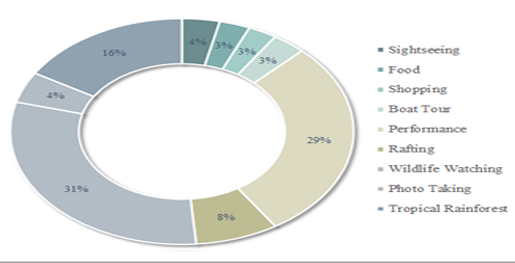 4%
3%
3%
3%
29%
8%
31%
4%
16%
Sightseeing
Food
Shopping
Boat Tour
Performance
Rafting
Wildlife Watching
Photo Taking
Tropical Rainforest